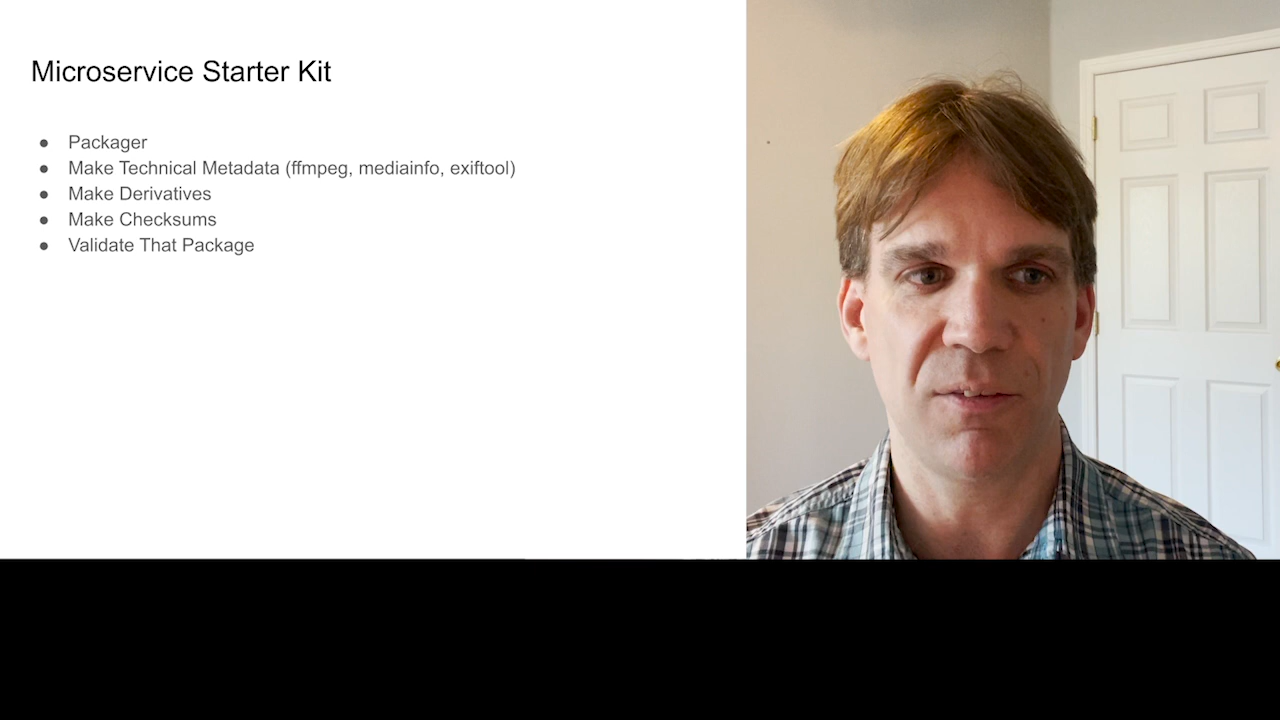 Microservice Starter Kit
● Packager
● Make Technical Metadata (ffmpeg, mediainfo, exiftool)
● Make Derivatives
● Make Checksums
● Validate That Package